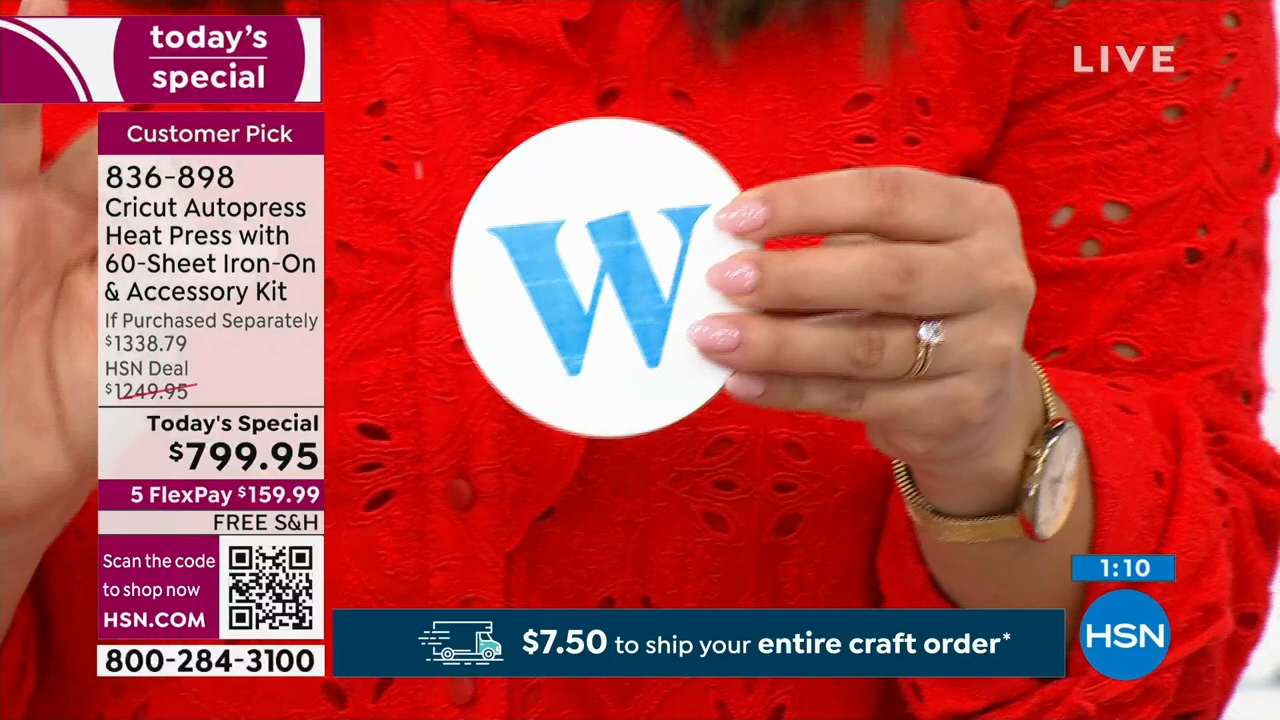 today's
special
LIVE
Customer Pick
836-898
Cricut Autopress
Heat Press with
60-Sheet Iron-On
& Accessory Kit
If Purchased Separately
$1338.79
HSN Deal
$1249.95
Today's Special
$799.95
5 FlexPay $159.99
FREE S&H
Scan the code
to shop now
HSN.COM
800-284-3100
W
$7.50 to ship your entire craft order*
1:10
HSN